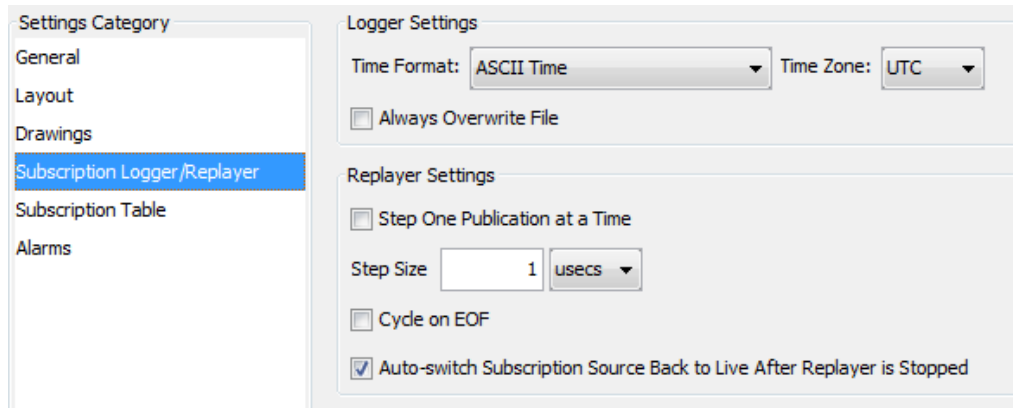 Settings Category
General
Layout
Drawings
Subscription Logger/Replayer
Subscription Table
Alarms
Logger Settings
Time Format: ASCII Time Time Zone: UTC
Always Overwrite File
Replayer Settings
Step One Publication at a Time
Step Size 1 usecs
Cycle on EOF
Auto-switch Subscription Source Back to Live After Replayer is Stopped